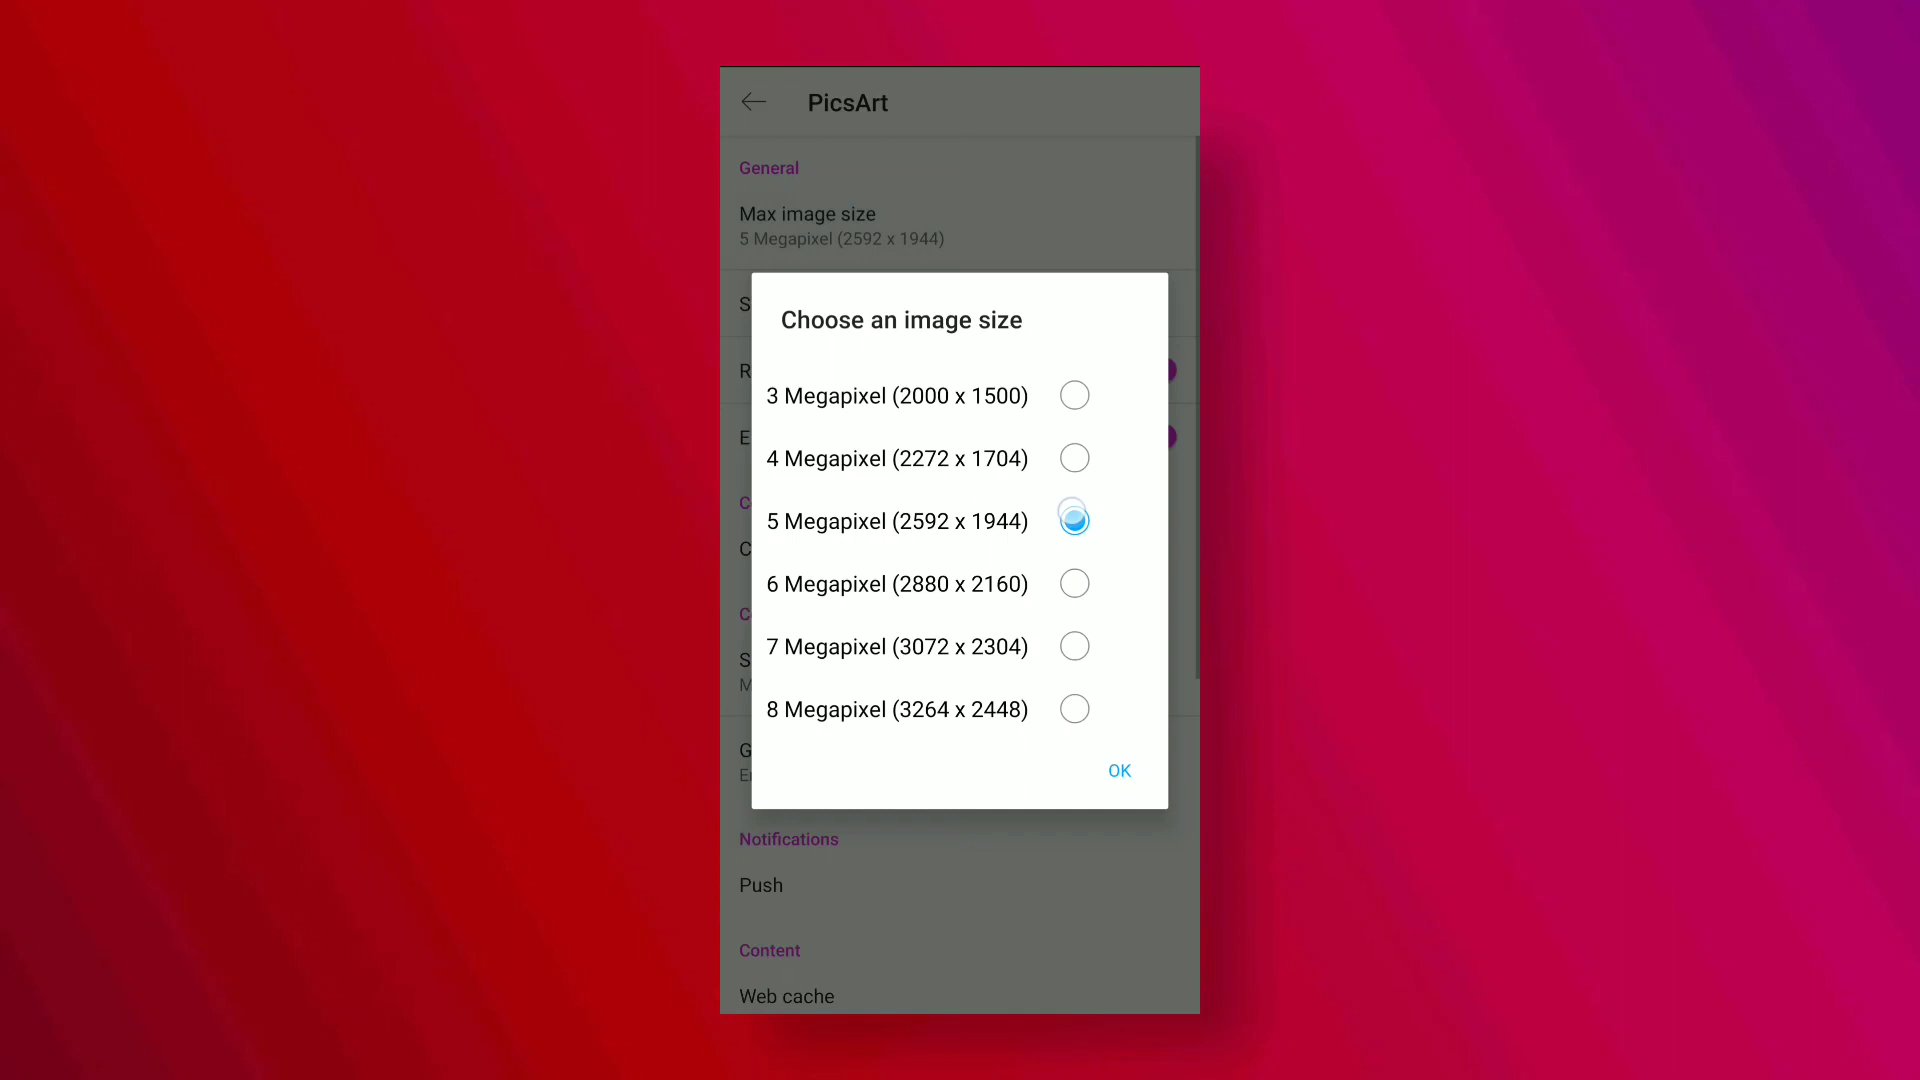 PicsArt
General
Max image size
5 Megapixel (2592 x 1944)
Choose an image size
3 Megapixel (2000 x 1500)
4 Megapixel (2272 x 1704)
5 Megapixel (2592 x 1944)
6 Megapixel (2880 x 2160)
7 Megapixel (3072 x 2304)
8 Megapixel (3264 x 2448)
OK
Notifications
Push
Content
Web cache